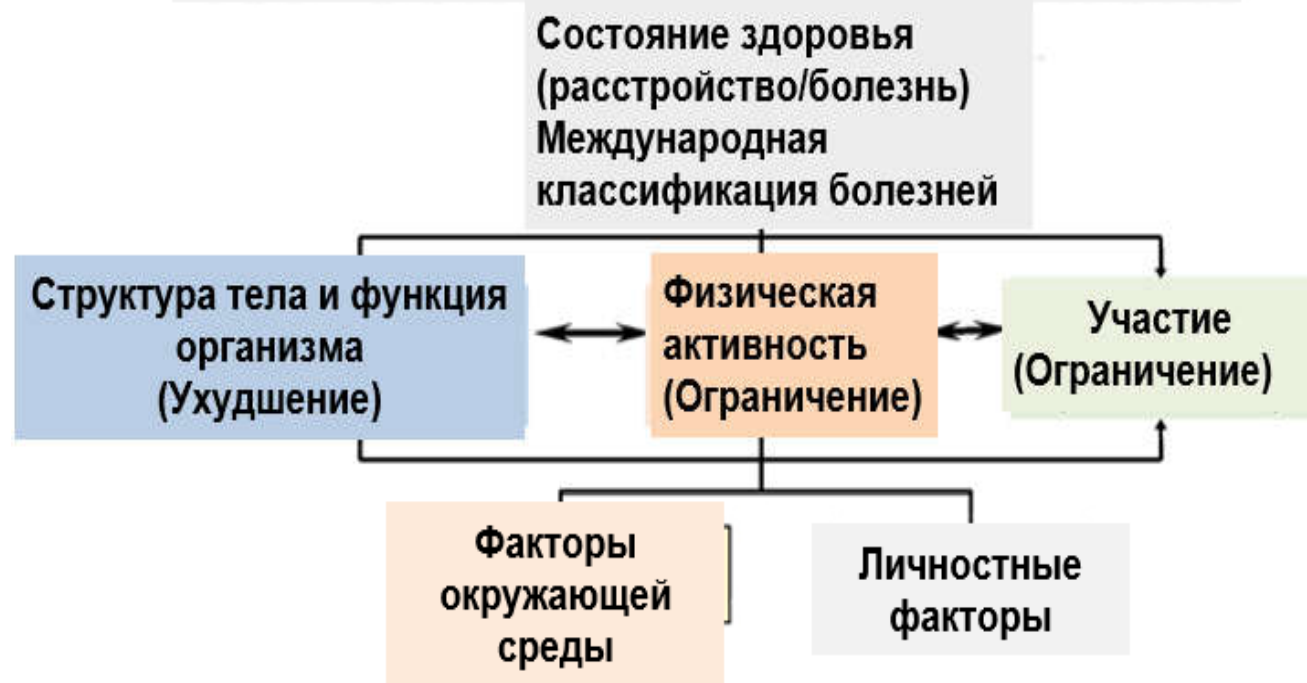 Состояние здоровья
(расстройство/болезнь)
Международная
классификация болезней
Структура тела и функция
организма
(Ухудшение)
Физическая
активность
(Ограничение)
Участие
(Ограничение)
Факторы
окружающей
среды
Личностные
факторы